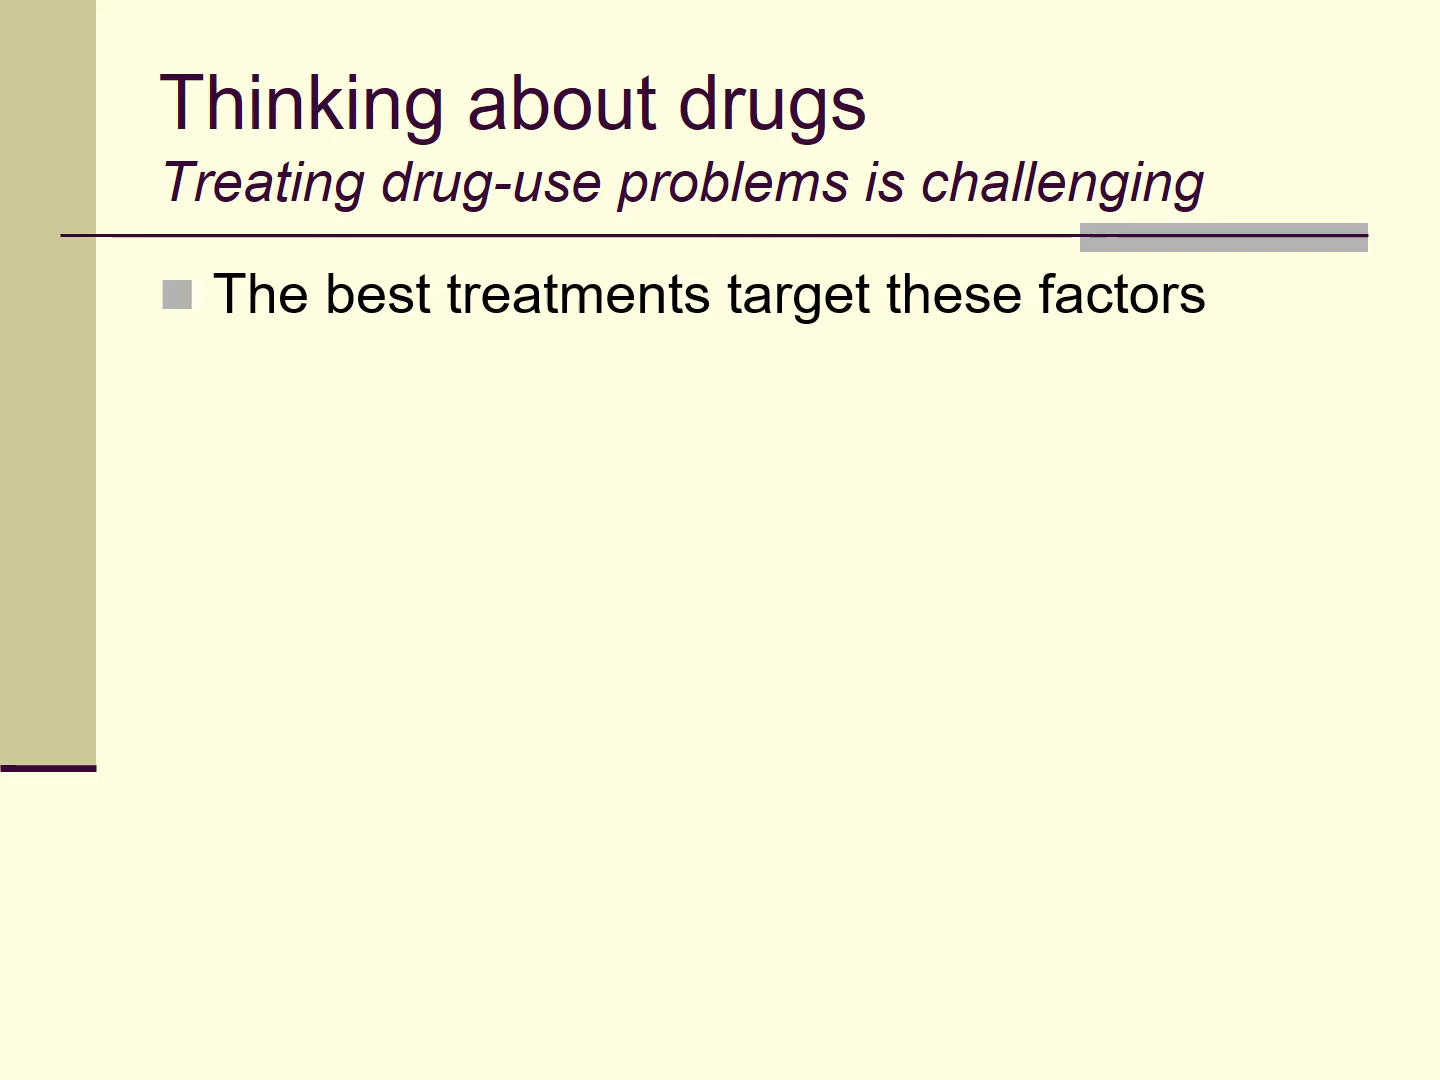 Thinking about drugs
Treating drug-use problems is challenging
The best treatments target these factors